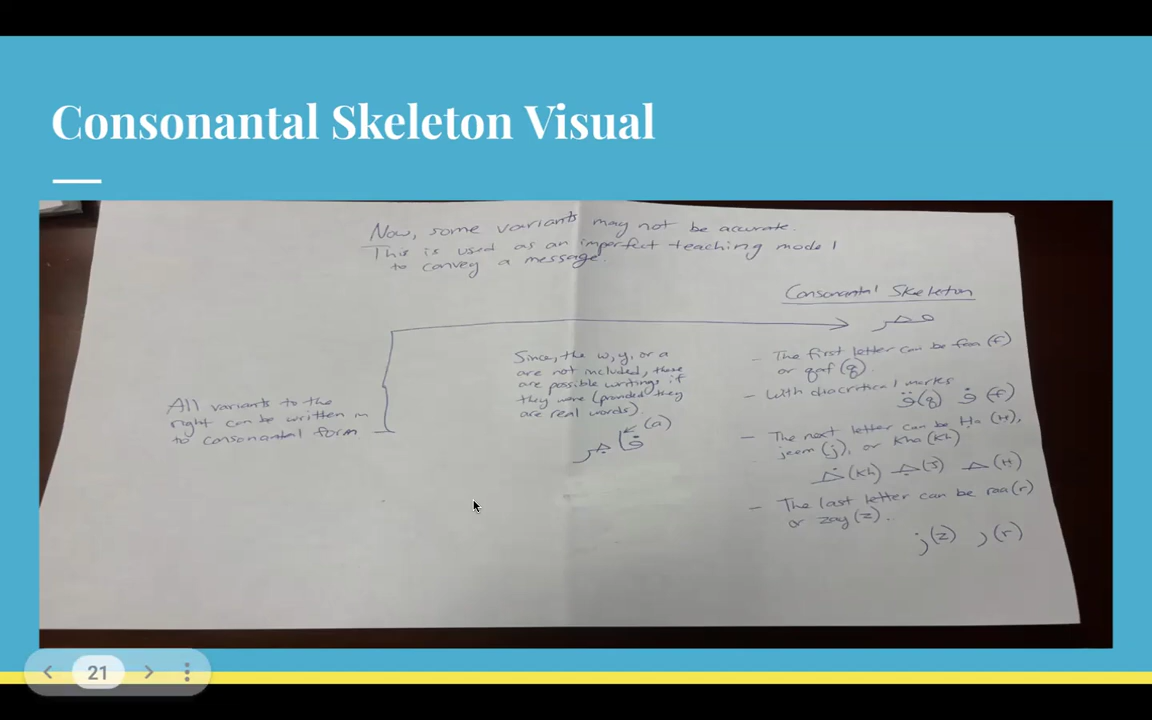 Consonantal Skeleton Visual
Now, some variants may not be accurate.
This is used as an imperfect teaching model
to convey a message.
Consonantal Skeleton
All variants to the
right can be written in
to consonantal form
Since, the w, y, or a
are not included, these
are possible writings if
they were (provided they
are real words).
(a)
فاجر
- The first letter can be faa (f)
or qaf (q).
- With diacritical markes
ق (q) ف (f)
- The next letter can be Ha (H),
jeem (j), or kha (kh)
خ (kh) ج (j) ح (H)
- The last letter can be raa (r)
or zay (z).
ز (z) ر (r)
21